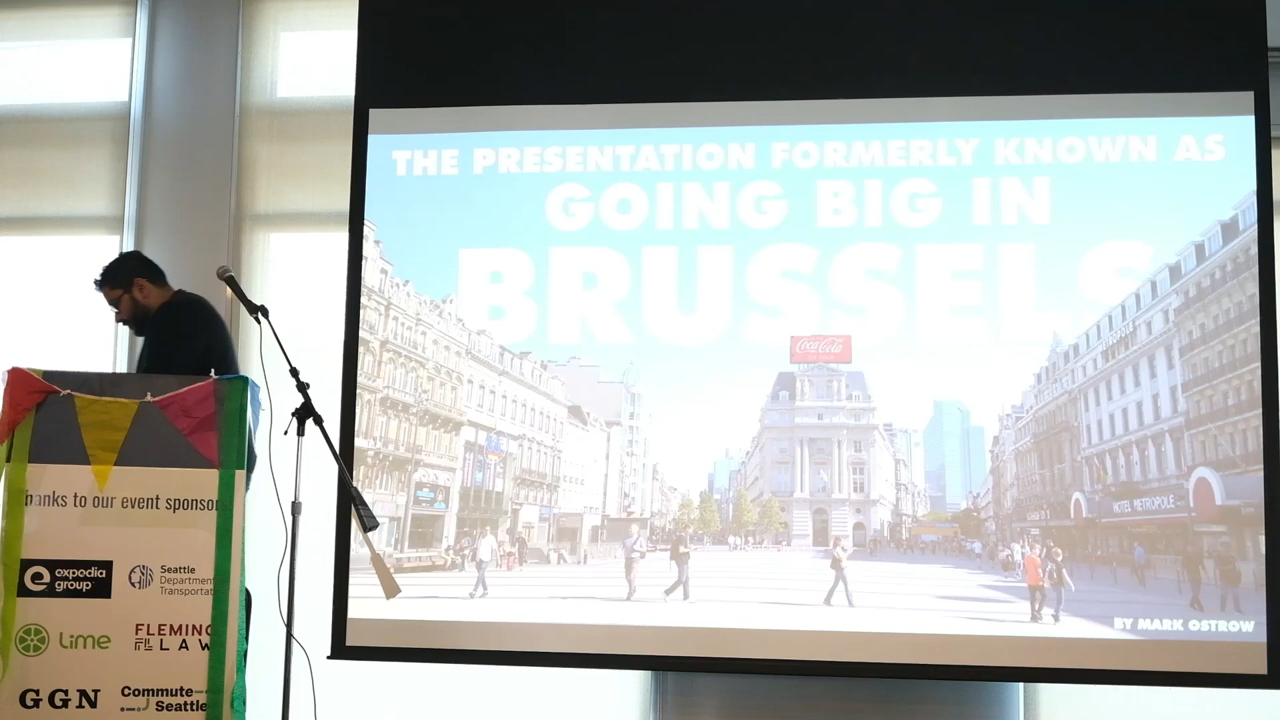 THE PRESENTATION FORMERLY KNOWN AS
GOING BIG IN
BRUSSELS
Coca-Cola
METROPOLE
HOTEL METROPOLE
BY MARK OSTROW
hanks to our event sponsor
expedia
group
Seattle
Department
Transportat
Lime
FLEMING
LAW
GGN
Commute
Seattle